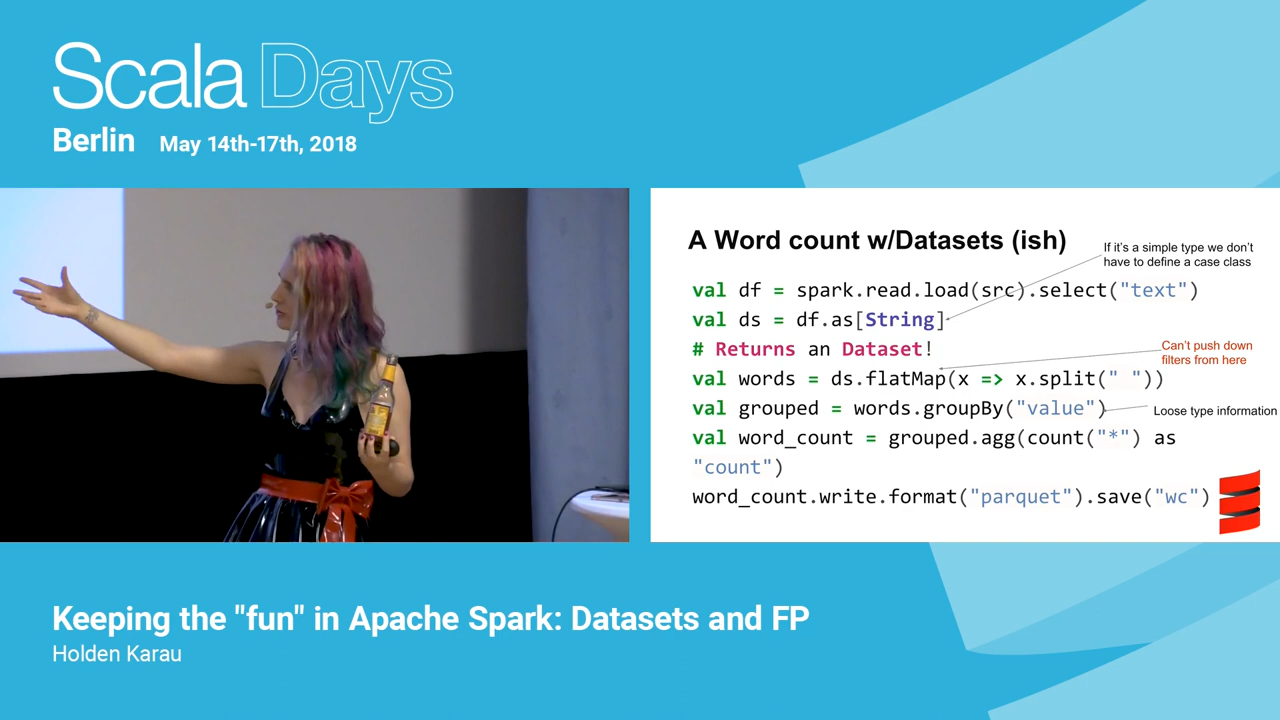 Scala Days
Berlin May 14th-17th, 2018
A Word count w/Datasets (ish)
If it's a simple type we don't
have to define a case class
val df = spark.read.load(src).select("text")
val ds = df.as[String]
# Returns an Dataset!
Can't push down
filters from here
val words = ds.flatMap(x => x.split(" "))
val grouped = words.groupBy("value")
Loose type information
val word_count = grouped.agg(count("*") as
"count")
word_count.write.format("parquet").save("wc")
Keeping the "fun" in Apache Spark: Datasets and FP
Holden Karau